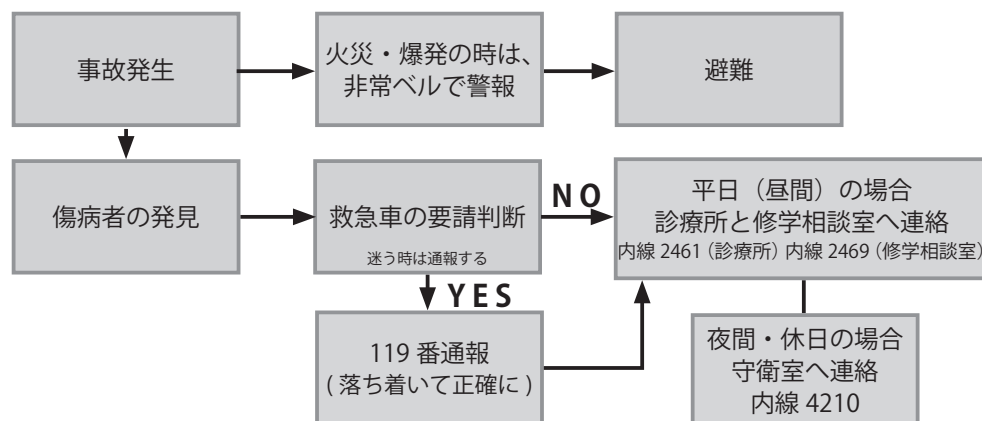 事故発生
火災・爆発の時は、
非常ベルで警報
避難
傷病者の発見
救急車の要請判断
迷う時は通報する
NO
平日（昼間）の場合
診療所と修学相談室へ連絡
内線 2461（診療所）内線 2469（修学相談室）
YES
119 番通報
( 落ち着いて正確に )
夜間・休日の場合
守衛室へ連絡
内線 4210